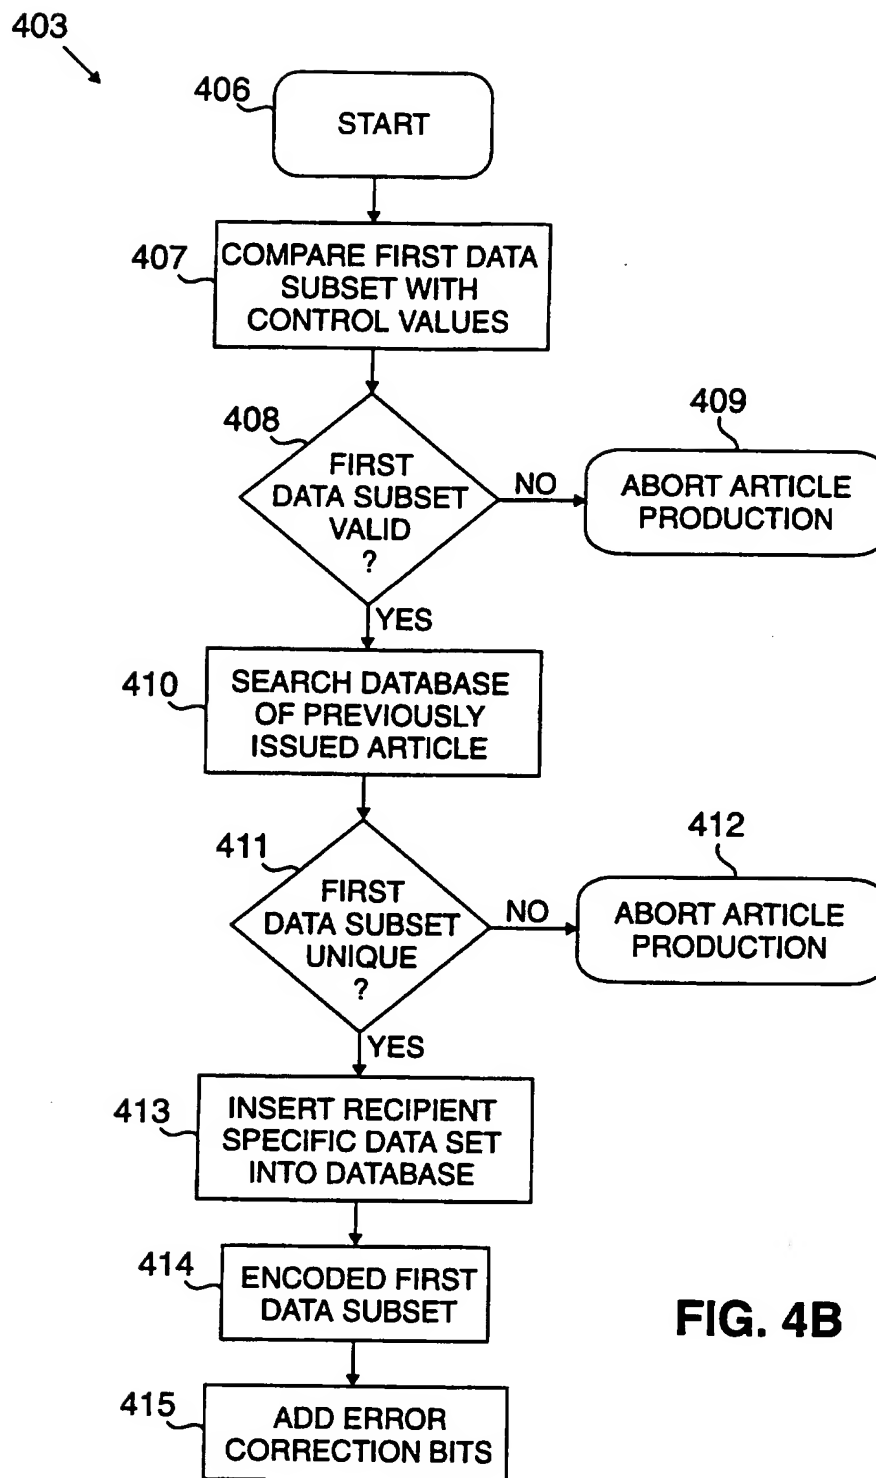 403
406
START
407
COMPARE FIRST DATA
SUBSET WITH
CONTROL VALUES
408
FIRST
DATA SUBSET
VALID
?
NO
409
ABORT ARTICLE
PRODUCTION
YES
410
SEARCH DATABASE
OF PREVIOUSLY
ISSUED ARTICLE
411
FIRST
DATA SUBSET
UNIQUE
?
NO
412
ABORT ARTICLE
PRODUCTION
YES
413
INSERT RECIPIENT
SPECIFIC DATA SET
INTO DATABASE
414
ENCODED FIRST
DATA SUBSET
415
ADD ERROR
CORRECTION BITS
FIG. 4B